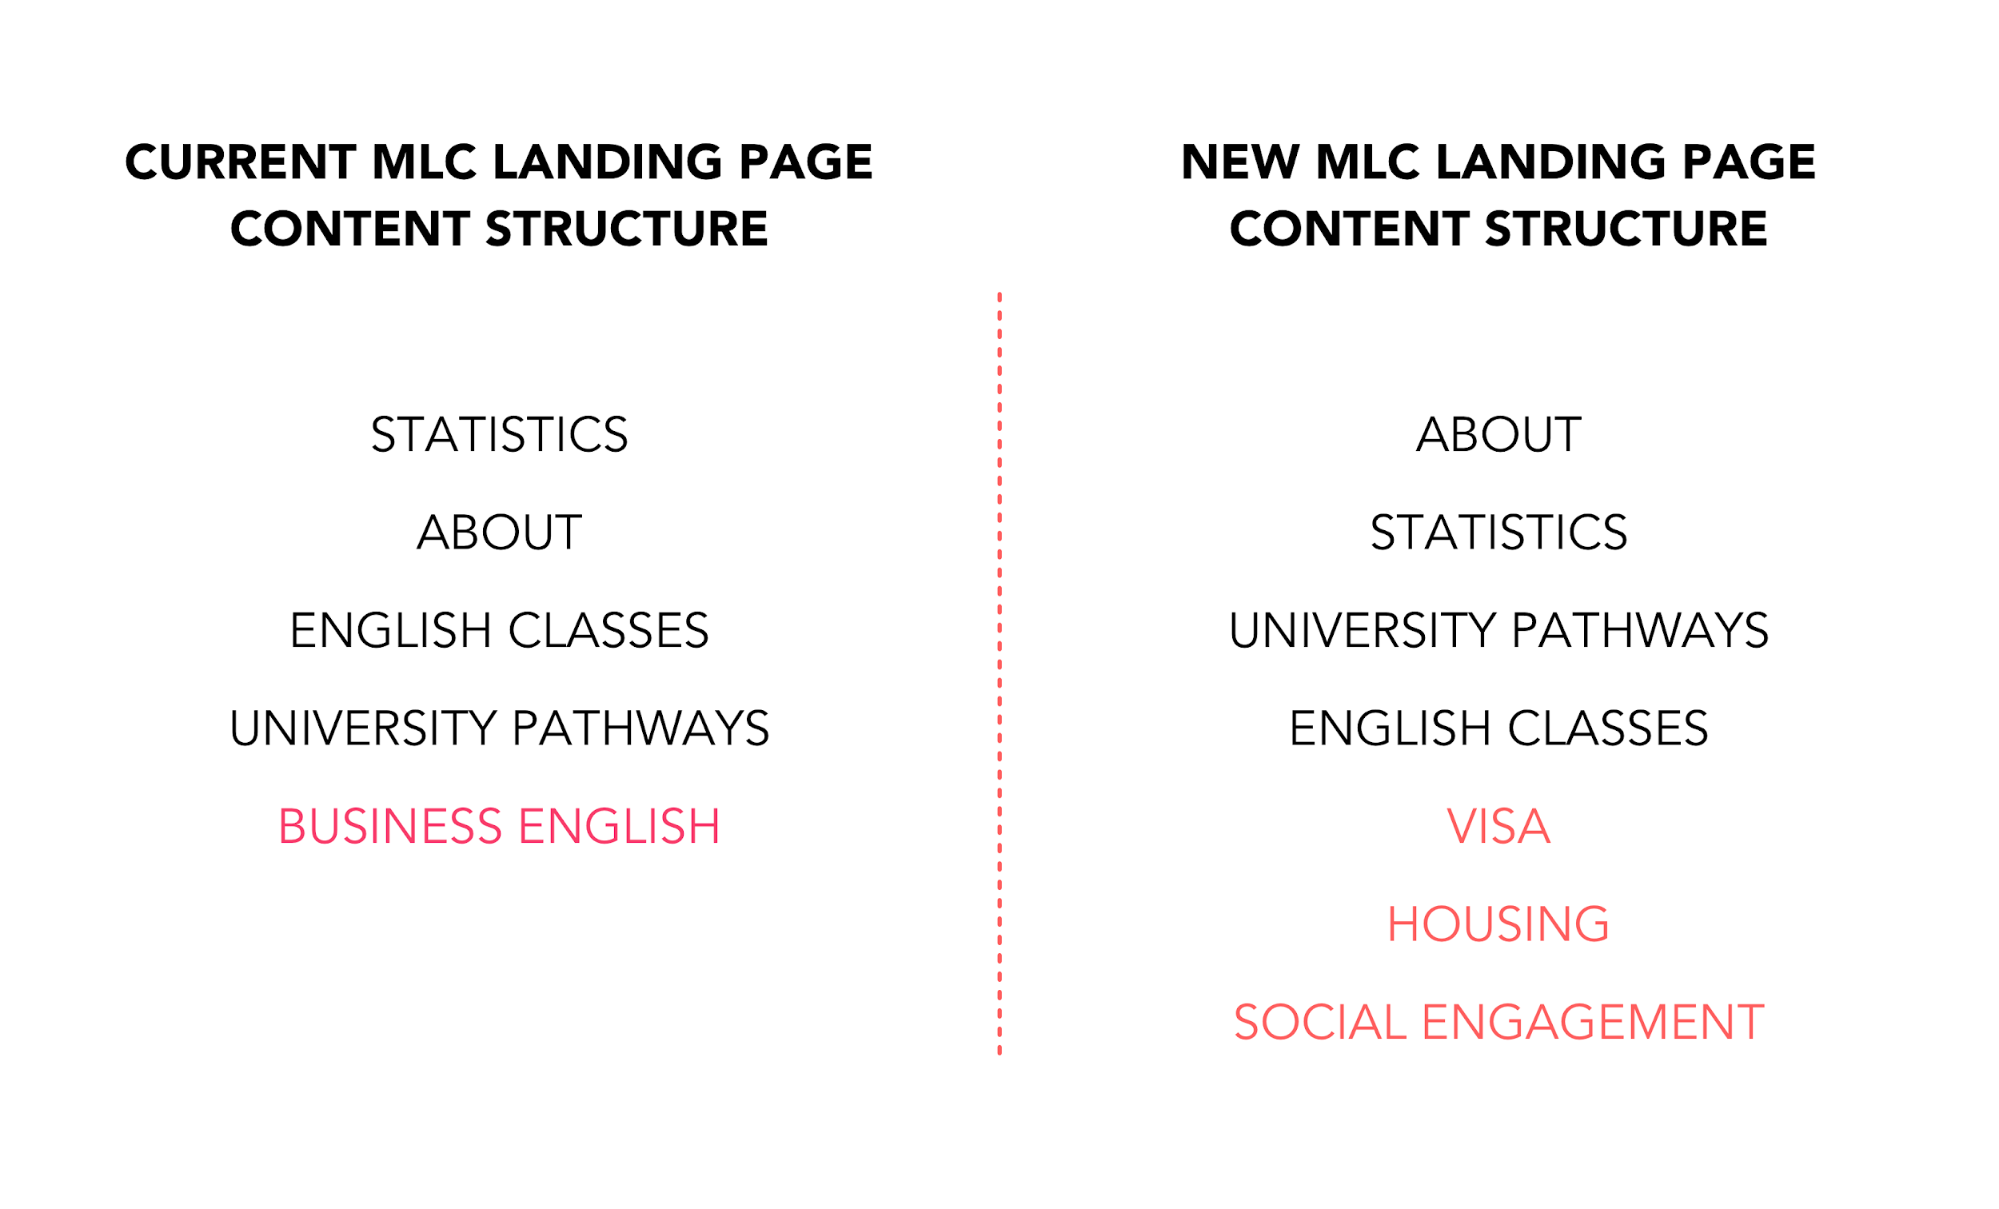 CURRENT MLC LANDING PAGE
CONTENT STRUCTURE
STATISTICS
ABOUT
ENGLISH CLASSES
UNIVERSITY PATHWAYS
BUSINESS ENGLISH
NEW MLC LANDING PAGE
CONTENT STRUCTURE
ABOUT
STATISTICS
UNIVERSITY PATHWAYS
ENGLISH CLASSES
VISA
HOUSING
SOCIAL ENGAGEMENT